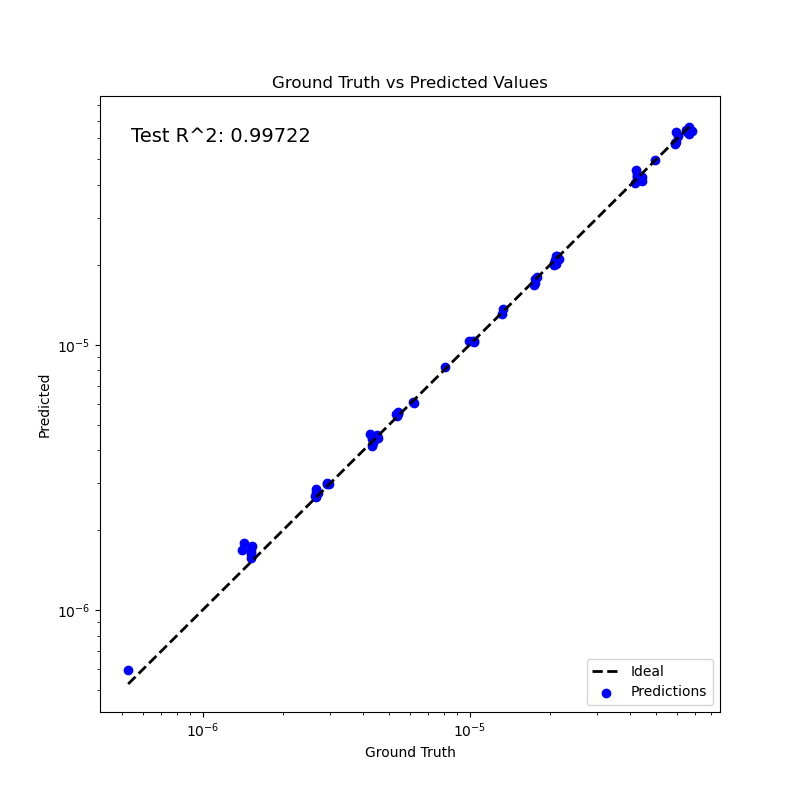 Ground Truth vs Predicted Values
Test R^2: 0.99722
Predicted
10⁻⁵
10⁻⁶
Ideal
Predictions
10⁻⁶
10⁻⁵
Ground Truth